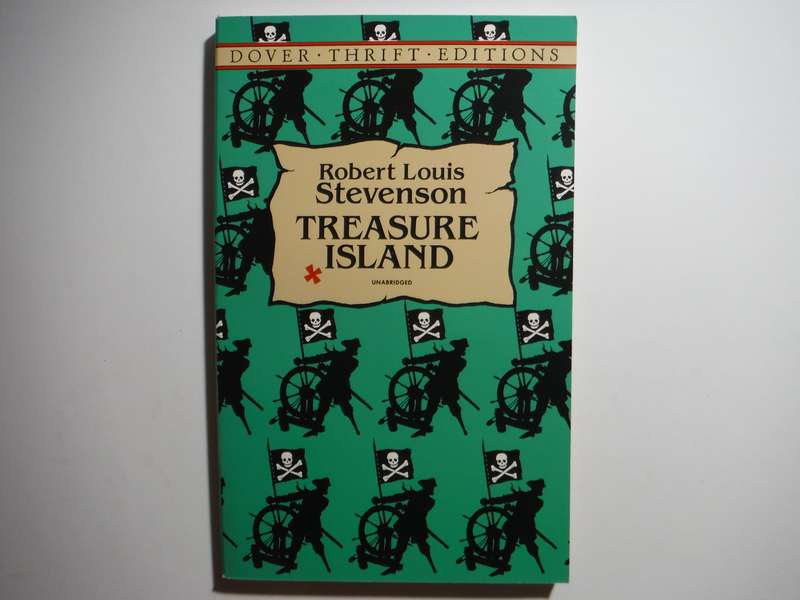 DOVER · THRIFT · EDITIONS
Robert Louis
Stevenson
TREASURE
ISLAND
UNABRIDGED